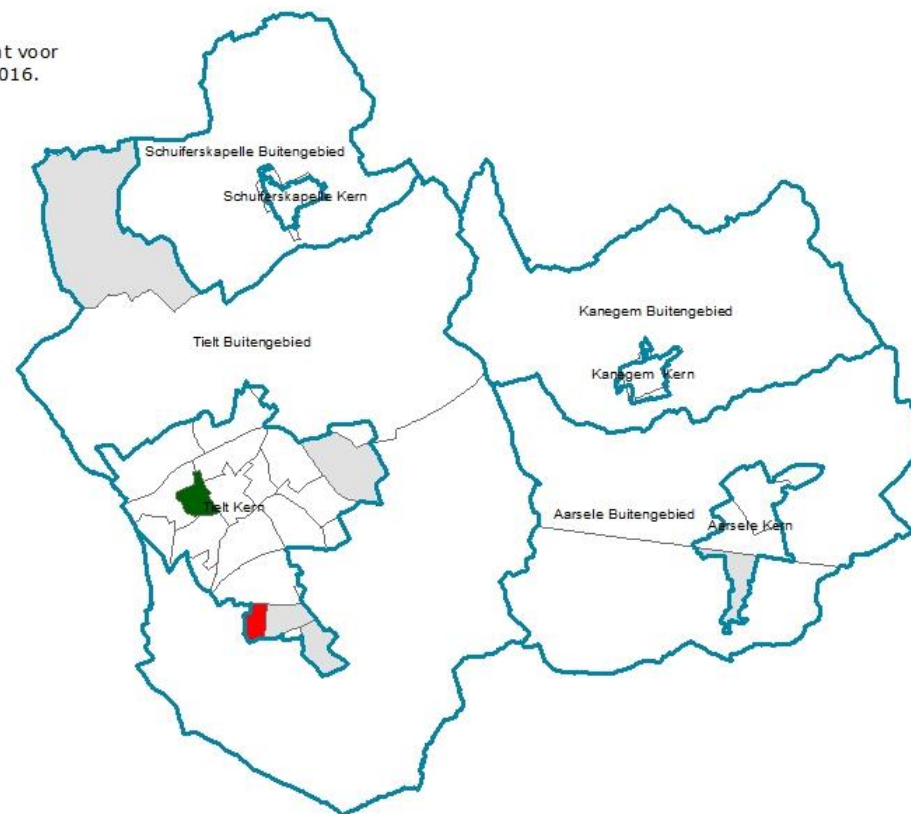 voor
016.
Schuiferskapelle Buitengebied
Schuiferskapelle Kern
Kanegem Buitengebied
Tielt Buitengebied
Kanegem Kern
Tielt Kern
Aarsele Buitengebied
Aarsele Kern